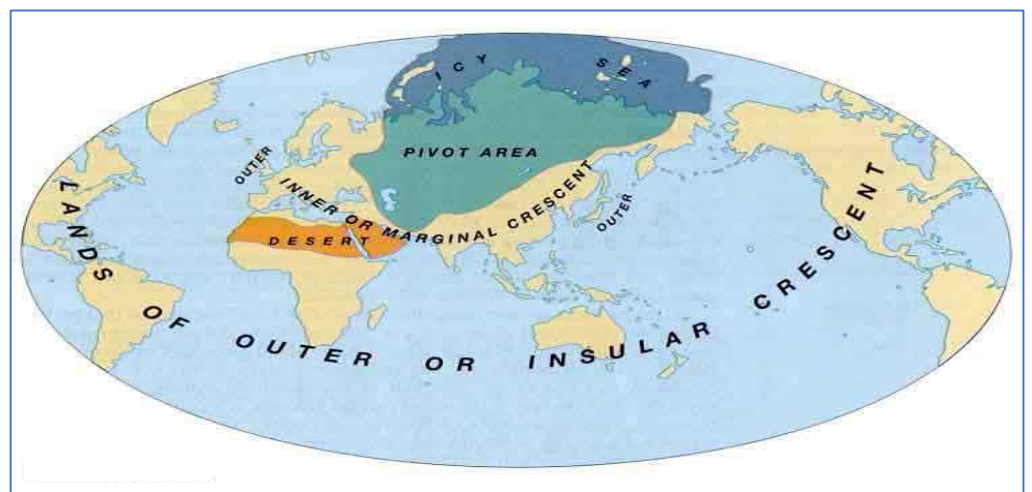 ICY SEA
PIVOT AREA
OUTER
INNER OR MARGINAL CRESCENT
OUTER
DESERT
LANDS OF OUTER OR INSULAR CRESCENT